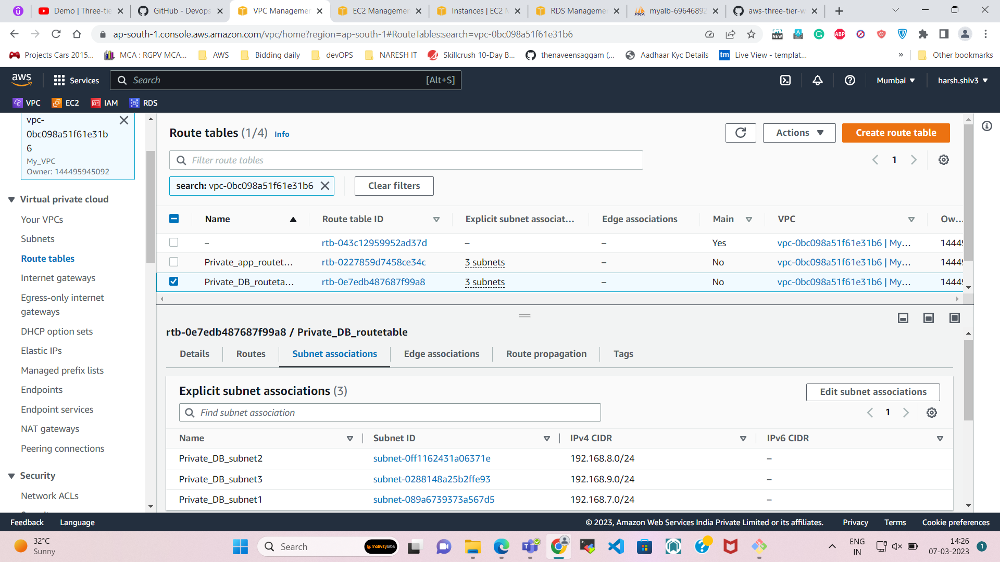 Demo | Three-tie
GitHub - Devops
VPC Managemen
EC2 Managemen
Instances | EC2 M
RDS Managemen
myalb-69646892
aws-three-tier-w
ap-south-1.console.aws.amazon.com/vpc/home?region=ap-south-1#RouteTables:search=vpc-0bc098a51f61e31b6
NEW
ABP
Projects Cars 2015...
MCA : RGPV MCA...
AWS
Bidding daily
devOPS
NARESH IT
Skillcrush 10-Day B...
thenaveensaggam (...
Aadhaar Kyc Details
tm
Live View - templat...
»
Other bookmarks
aws
Services
Search
[Alt+S]
Mumbai
harsh.shiv3
VPC
EC2
IAM
RDS
vpc-
0bc098a51f61e31b
6
My_VPC
Owner: 144495945092
Virtual private cloud
Your VPCs
Subnets
Route tables
Internet gateways
Egress-only internet
gateways
DHCP option sets
Elastic IPs
Managed prefix lists
Endpoints
Endpoint services
NAT gateways
Peering connections
Security
Network ACLs
Route tables (1/4) Info
Actions
Create route table
Filter route tables
1
search: vpc-0bc098a51f61e31b6
Clear filters
Name
Route table ID
Explicit subnet associat...
Edge associations
Main
VPC
Ow...
– rtb-043c12959952ad37d – – Yes vpc-0bc098a51f61e31b6 | My... 1444
Private_app_routet... rtb-0227859d7458ce34c 3 subnets – No vpc-0bc098a51f61e31b6 | My... 1444
Private_DB_routeta... rtb-0e7edb487687f99a8 3 subnets – No vpc-0bc098a51f61e31b6 | My... 1444
rtb-0e7edb487687f99a8 / Private_DB_routetable
Details
Routes
Subnet associations
Edge associations
Route propagation
Tags
Explicit subnet associations (3)
Edit subnet associations
Find subnet association
1
Name
Subnet ID
IPv4 CIDR
IPv6 CIDR
Private_DB_subnet2 subnet-0ff1162431a06371e 192.168.8.0/24 –
Private_DB_subnet3 subnet-0288148a25b2ffe93 192.168.9.0/24 –
Private_DB_subnet1 subnet-089a6739373a567d5 192.168.7.0/24 –
Feedback
Language
© 2023, Amazon Web Services India Private Limited or its affiliates.
Privacy
Terms
Cookie preferences
32°C
Sunny
Search
motivitylabs
ENG
IN
14:26
07-03-2023
1